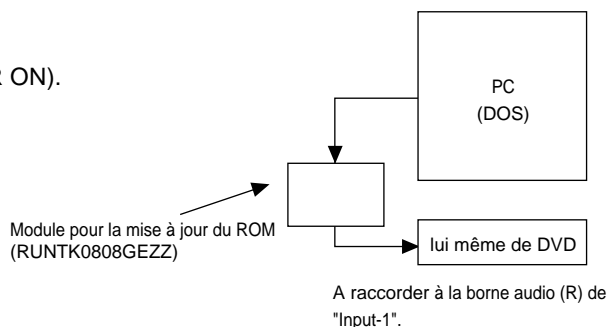 R ON).
PC
(DOS)
Module pour la mise à jour du ROM
(RUNTK0808GEZZ)
lui même de DVD
A raccorder à la borne audio (R) de
"Input-1".